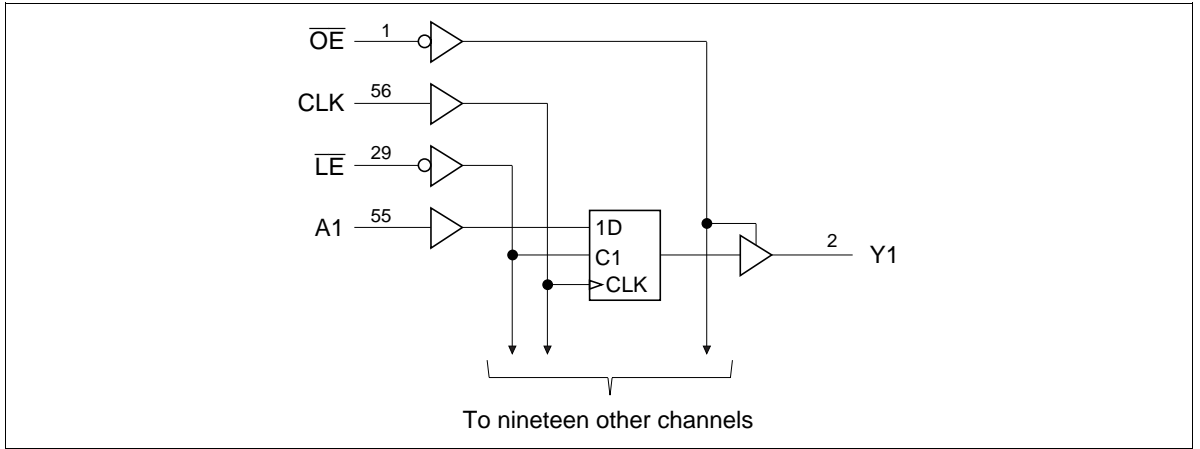 OE 1
CLK 56
LE 29
A1 55
1D
C1
CLK
2 Y1
To nineteen other channels